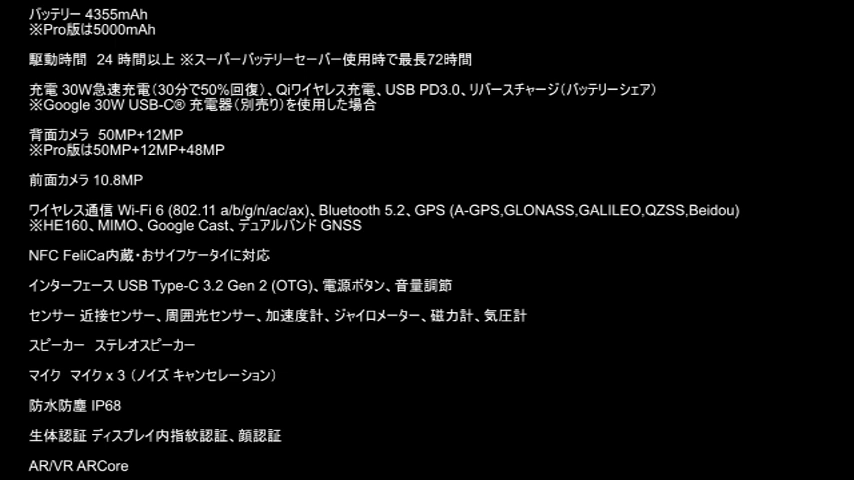 バッテリー 4355mAh
※Pro版は5000mAh
駆動時間 24 時間以上 ※スーパーバッテリーセーバー使用時で最長72時間
充電 30W急速充電（30分で50%回復）、Qiワイヤレス充電、USB PD3.0、リバースチャージ（バッテリーシェア）
※Google 30W USB-C® 充電器（別売り）を使用した場合
背面カメラ 50MP+12MP
※Pro版は50MP+12MP+48MP
前面カメラ 10.8MP
ワイヤレス通信 Wi-Fi 6 (802.11 a/b/g/n/ac/ax)、Bluetooth 5.2、GPS (A-GPS,GLONASS,GALILEO,QZSS,Beidou)
※HE160、MIMO、Google Cast、デュアルバンド GNSS
NFC FeliCa内蔵・おサイフケータイに対応
インターフェース USB Type-C 3.2 Gen 2 (OTG)、電源ボタン、音量調節
センサー 近接センサー、周囲光センサー、加速度計、ジャイロメーター、磁力計、気圧計
スピーカー ステレオスピーカー
マイク マイク x 3（ノイズ キャンセレーション）
防水防塵 IP68
生体認証 ディスプレイ内指紋認証、顔認証
AR/VR ARCore